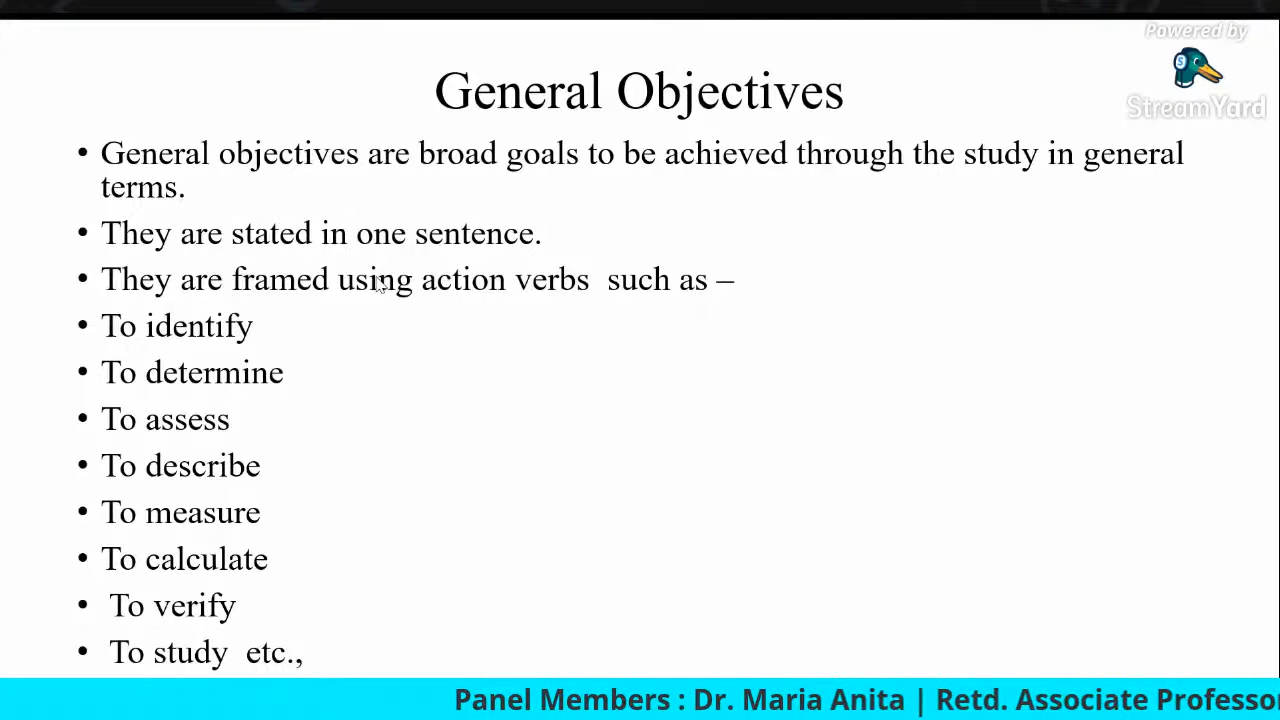 Powered by
StreamYard
General Objectives
• General objectives are broad goals to be achieved through the study in general
terms.
• They are stated in one sentence.
• They are framed using action verbs  such as –
• To identify
• To determine
• To assess
• To describe
• To measure
• To calculate
• To verify
• To study  etc.,
Panel Members : Dr. Maria Anita | Retd. Associate Professo